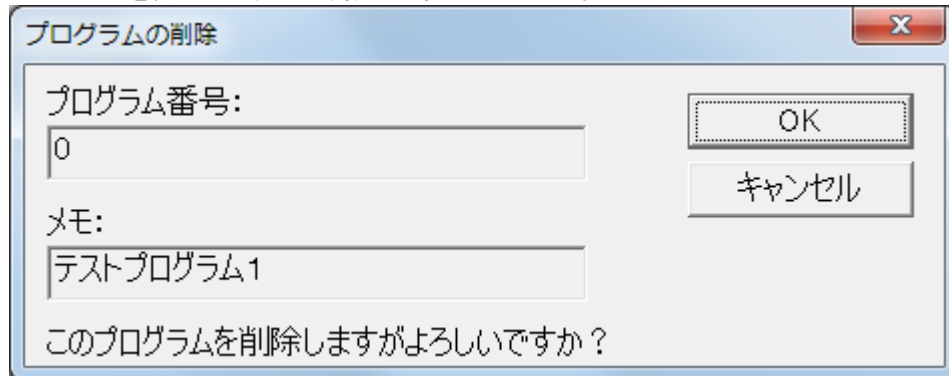 プログラムの削除
プログラム番号:
0
OK
キャンセル
メモ:
テストプログラム1
このプログラムを削除しますがよろしいですか?